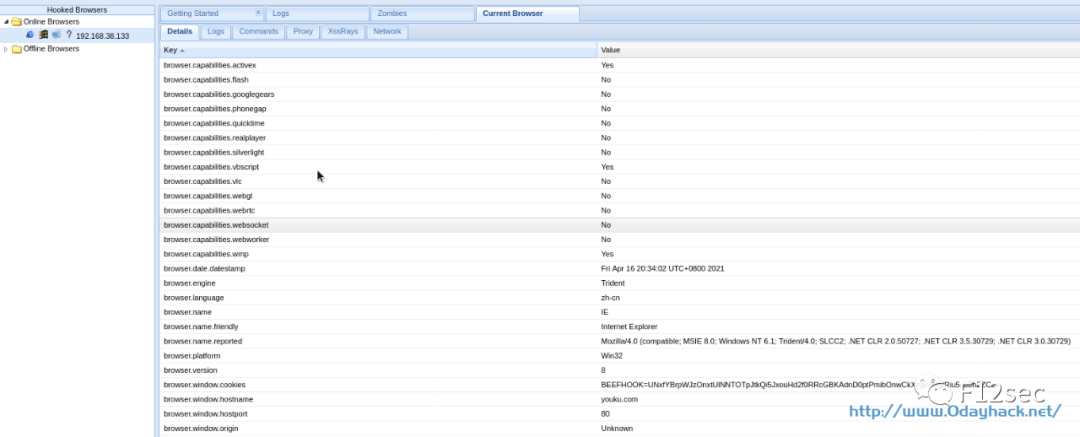 Hooked Browsers
Online Browsers
? 192.168.38.133
Offline Browsers
Getting Started Logs Zombies Current Browser
Details Logs Commands Proxy XssRays Network
Key Value
browser.capabilities.activex Yes
browser.capabilities.flash No
browser.capabilities.googlegears No
browser.capabilities.phonegap No
browser.capabilities.quicktime No
browser.capabilities.realplayer No
browser.capabilities.silverlight No
browser.capabilities.vbscript Yes
browser.capabilities.vlc No
browser.capabilities.webgl No
browser.capabilities.webrtc No
browser.capabilities.websocket No
browser.capabilities.webworker No
browser.capabilities.wmp Yes
browser.date.datestamp Fri Apr 16 20:34:02 UTC+0800 2021
browser.engine Trident
browser.language zh-cn
browser.name IE
browser.name.friendly Internet Explorer
browser.name.reported Mozilla/4.0 (compatible; MSIE 8.0; Windows NT 6.1; Trident/4.0; SLCC2; .NET CLR 2.0.50727; .NET CLR 3.5.30729; .NET CLR 3.0.30729)
browser.platform Win32
browser.version 8
browser.window.cookies
browser.window.hostname youku.com
browser.window.hostport 80
browser.window.origin Unknown
F12sec
http://www.0dayhack.net/